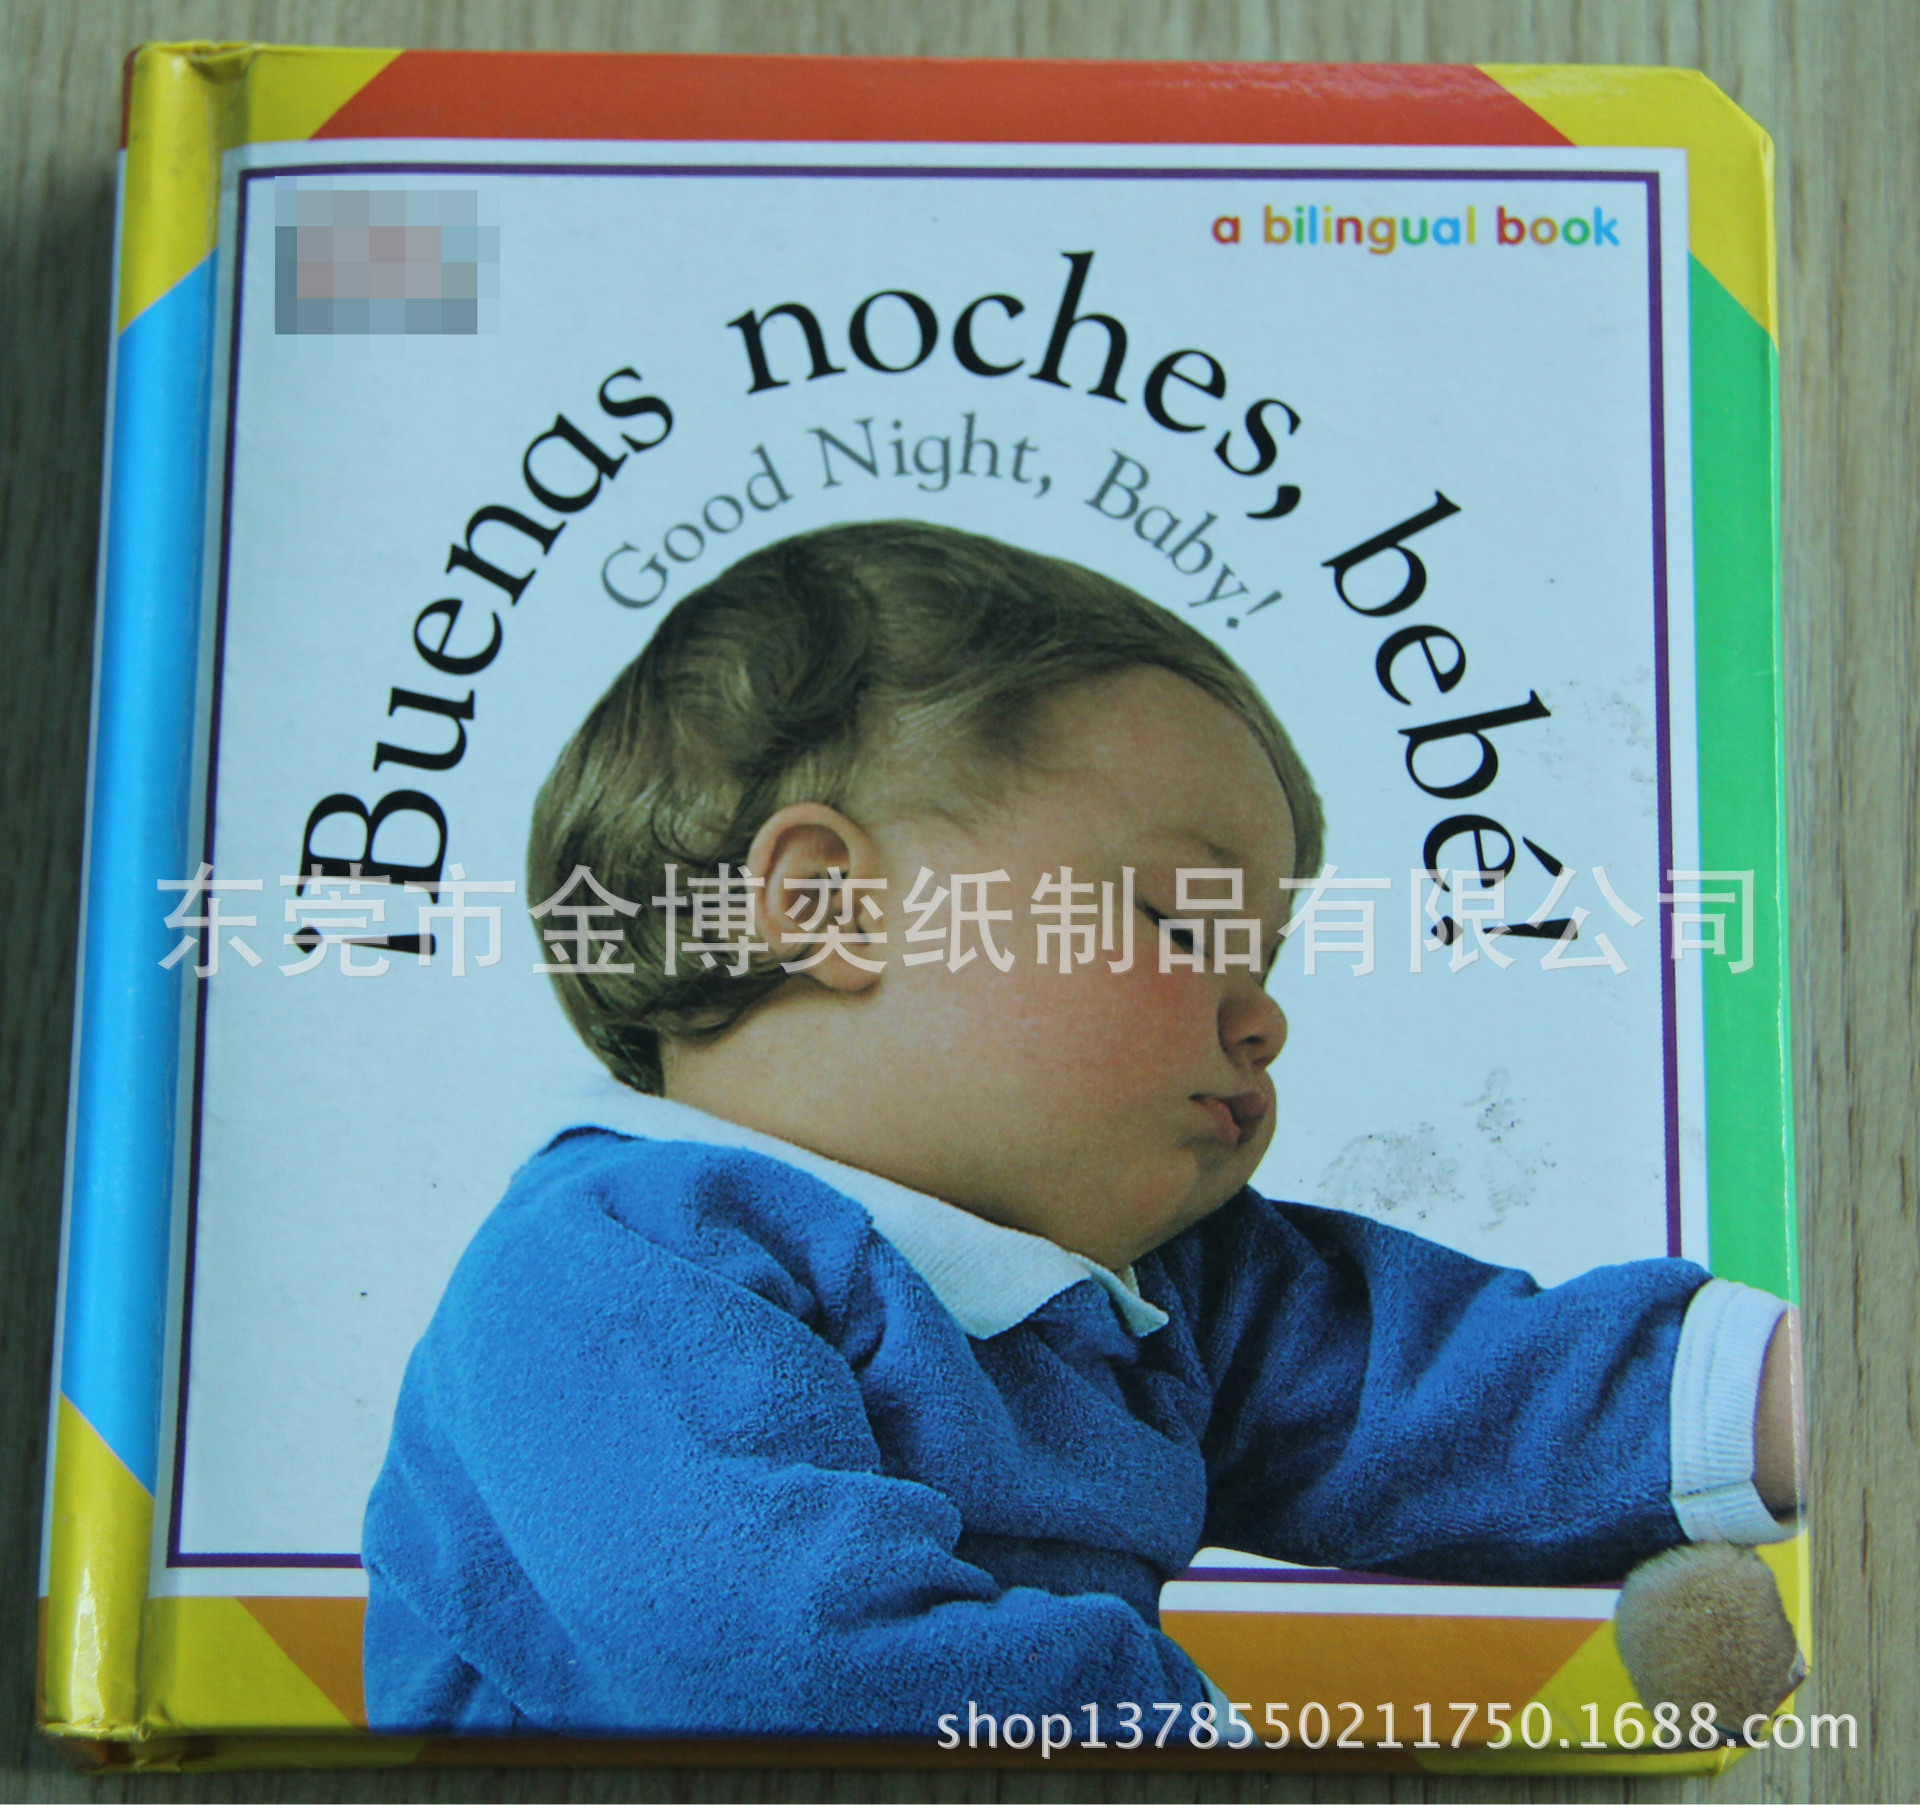 a bilingual book
¡Buenas noches, bebé!
Good Night, Baby!
东莞市金博奕纸制品有限公司
shop1378550211750.1688.com